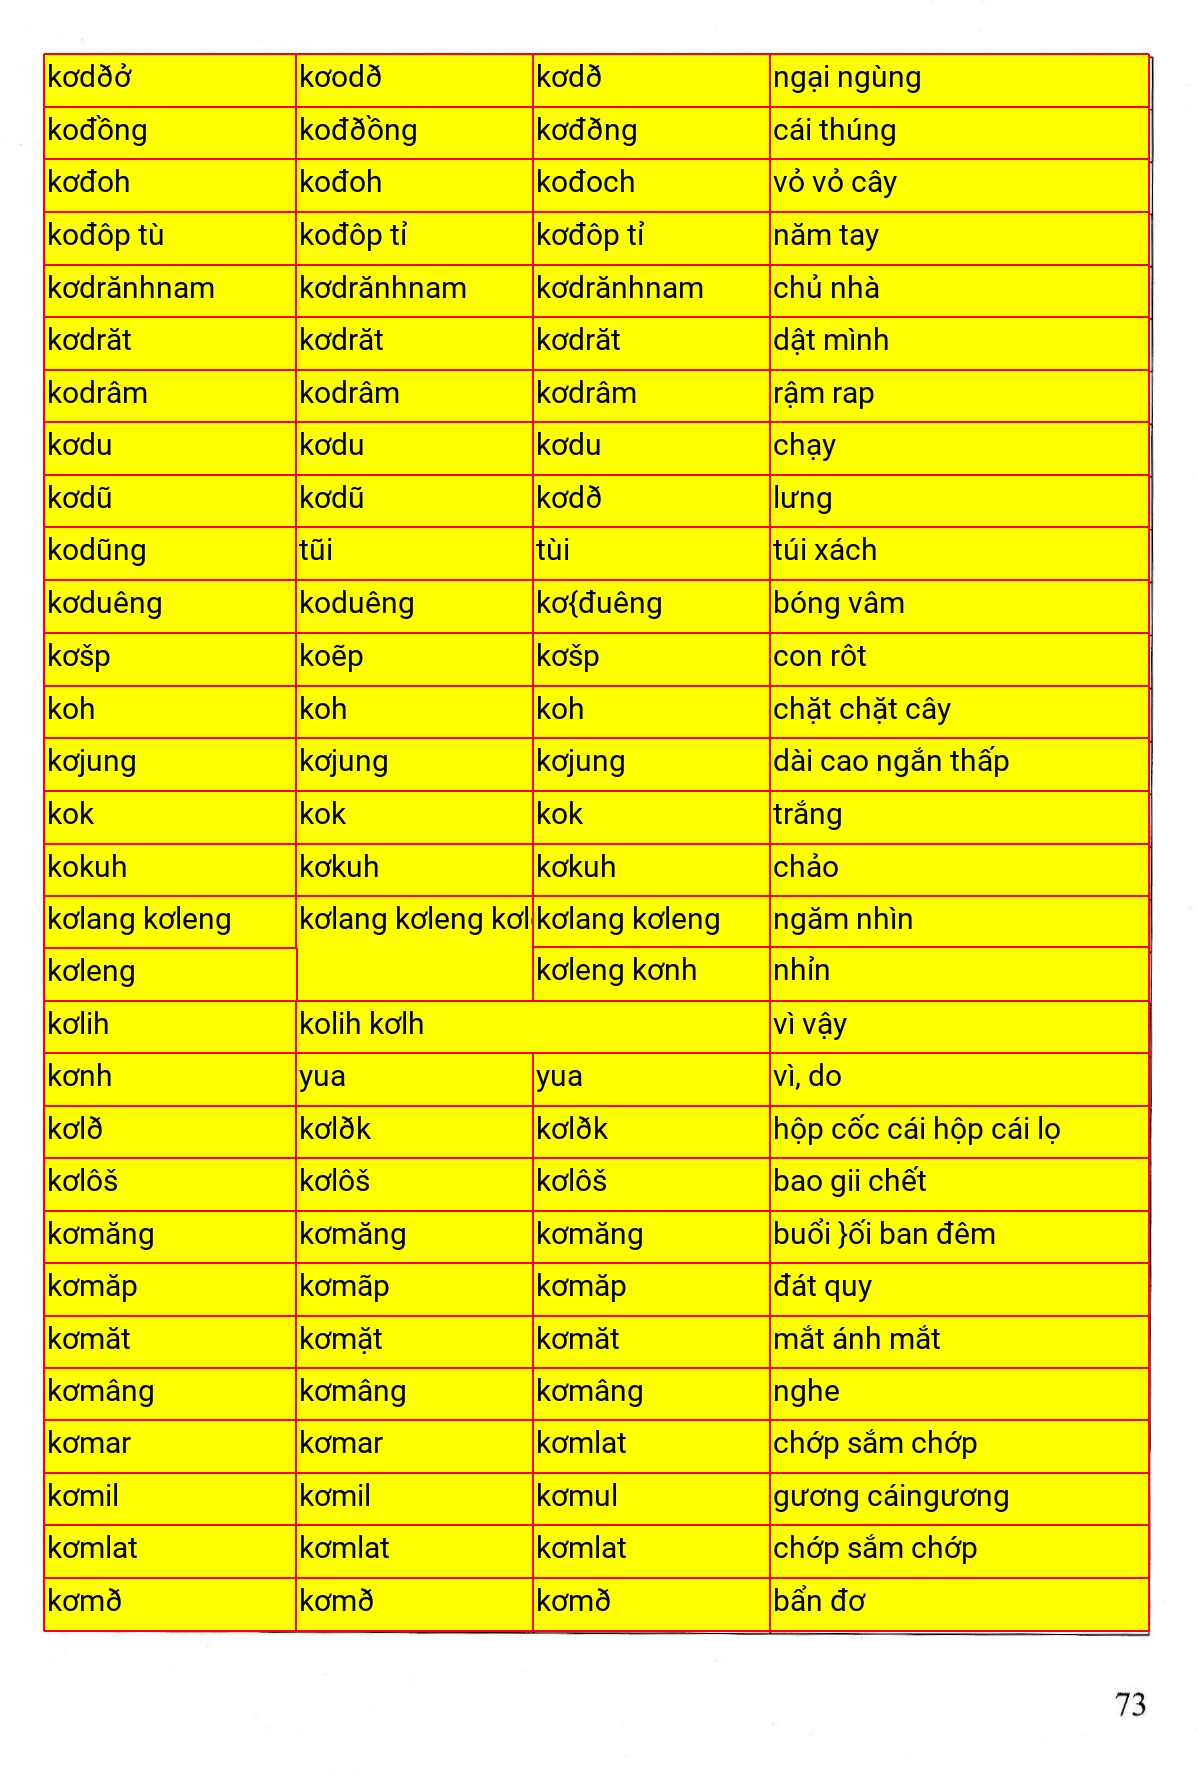 kơdðở kơodð kơdð ngại ngùng
kođồng kođðồng kơđðng cái thúng
kơđoh kođoh kođoch vỏ vỏ cây
kođôp tù kođôp tỉ kơđôp tỉ năm tay
kơdrănhnam kơdrănhnam kơdrănhnam chủ nhà
kơdrăt kơdrăt kơdrăt dật mình
kodrâm kodrâm kơdrâm rậm rap
kơdu kơdu kơdu chạy
kơdũ kơdũ kơdð lưng
kodũng tũi tùi túi xách
kơduêng koduêng kơ{đuêng bóng vâm
kơšp koẽp kơšp con rôt
koh koh koh chặt chặt cây
kơjung kơjung kơjung dài cao ngắn thấp
kok kok kok trắng
kokuh kơkuh kơkuh chảo
kơlang kơleng kơlang kơleng kơl kơlang kơleng ngăm nhìn
kơleng kơleng kơnh nhỉn
kơlih kolih kơlh vì vậy
kơnh yua yua vì, do
kơlð kơlðk kơlðk hộp cốc cái hộp cái lọ
kơlôš kơlôš kơlôš bao gii chết
kơmăng kơmăng kơmăng buổi }ối ban đêm
kơmăp kơmãp kơmăp đát quy
kơmăt kơmặt kơmăt mắt ánh mắt
kơmâng kơmâng kơmâng nghe
kơmar kơmar kơmlat chớp sắm chớp
kơmil kơmil kơmul gương cáingương
kơmlat kơmlat kơmlat chớp sắm chớp
kơmð kơmð kơmð bẩn đơ
73